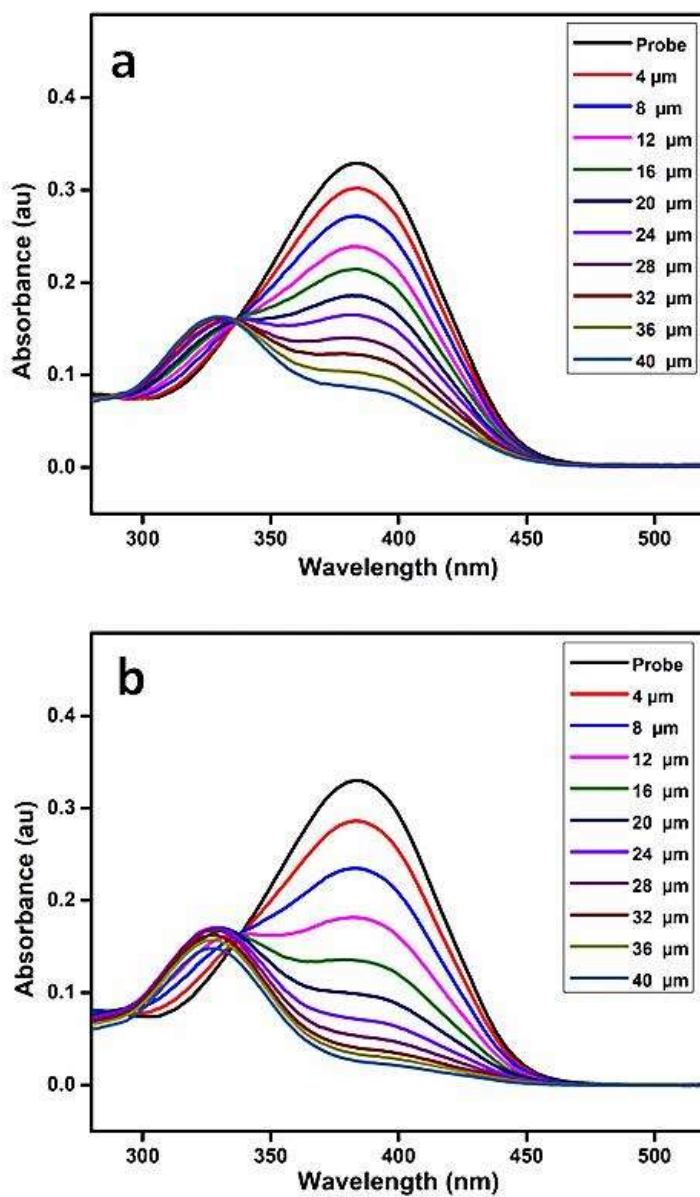 a
Probe
4 µm
8 µm
12 µm
16 µm
20 µm
24 µm
28 µm
32 µm
36 µm
40 µm
0.4
0.3
0.2
0.1
0.0
Absorbance (au)
300 350 400 450 500
Wavelength (nm)
b
Probe
4 µm
8 µm
12 µm
16 µm
20 µm
24 µm
28 µm
32 µm
36 µm
40 µm
0.4
0.3
0.2
0.1
0.0
Absorbance (au)
300 350 400 450 500
Wavelength (nm)